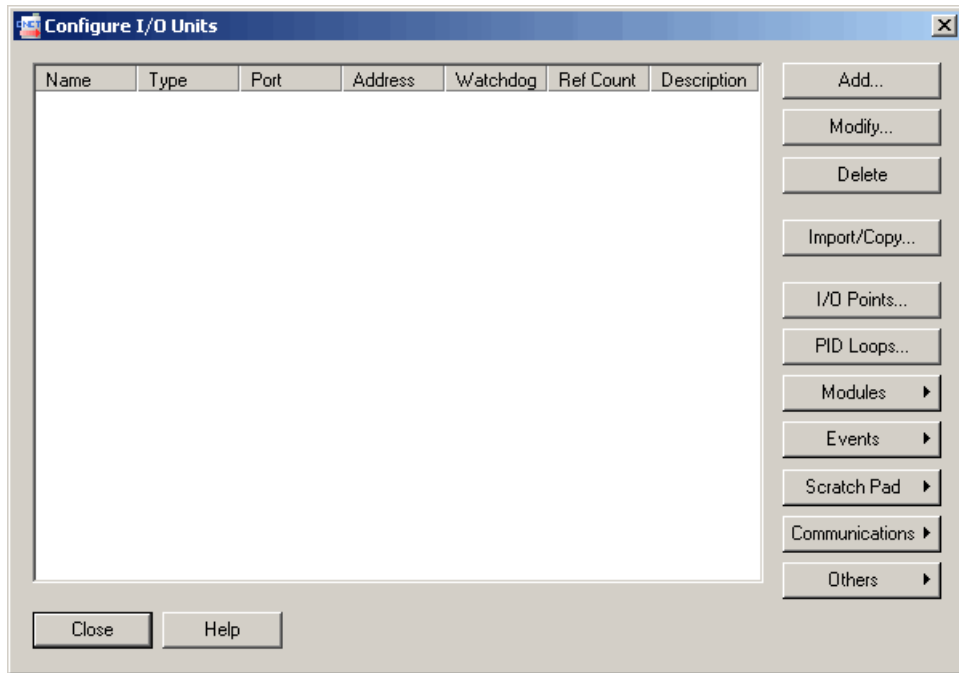 Configure I/O Units
Name Type Port Address Watchdog Ref Count Description
Add...
Modify...
Delete
Import/Copy...
I/O Points...
PID Loops...
Modules
Events
Scratch Pad
Communications
Others
Close Help